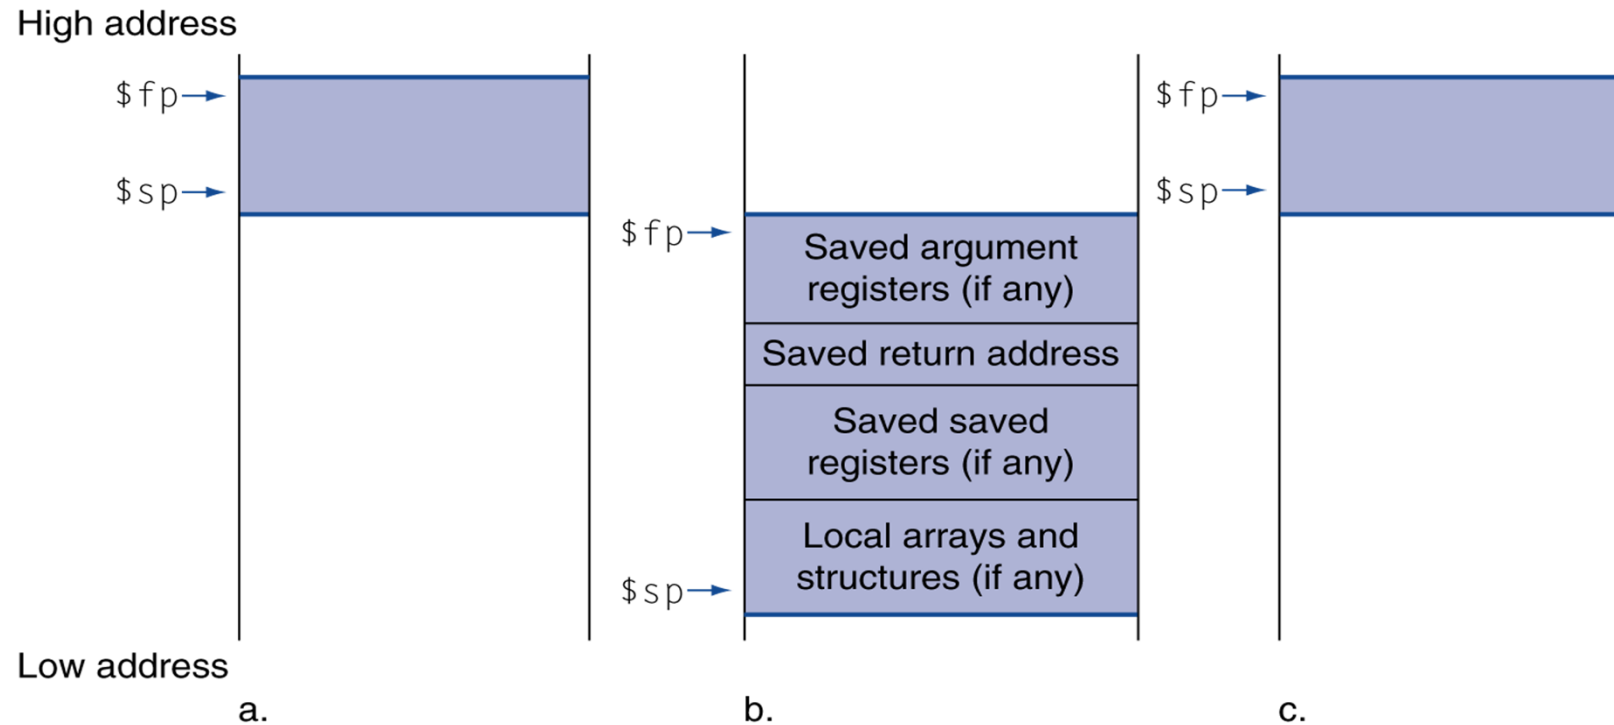 High address
$fp
$sp
$fp
Saved argument
registers (if any)
Saved return address
Saved saved
registers (if any)
Local arrays and
structures (if any)
$sp
$fp
$sp
Low address
a.
b.
c.